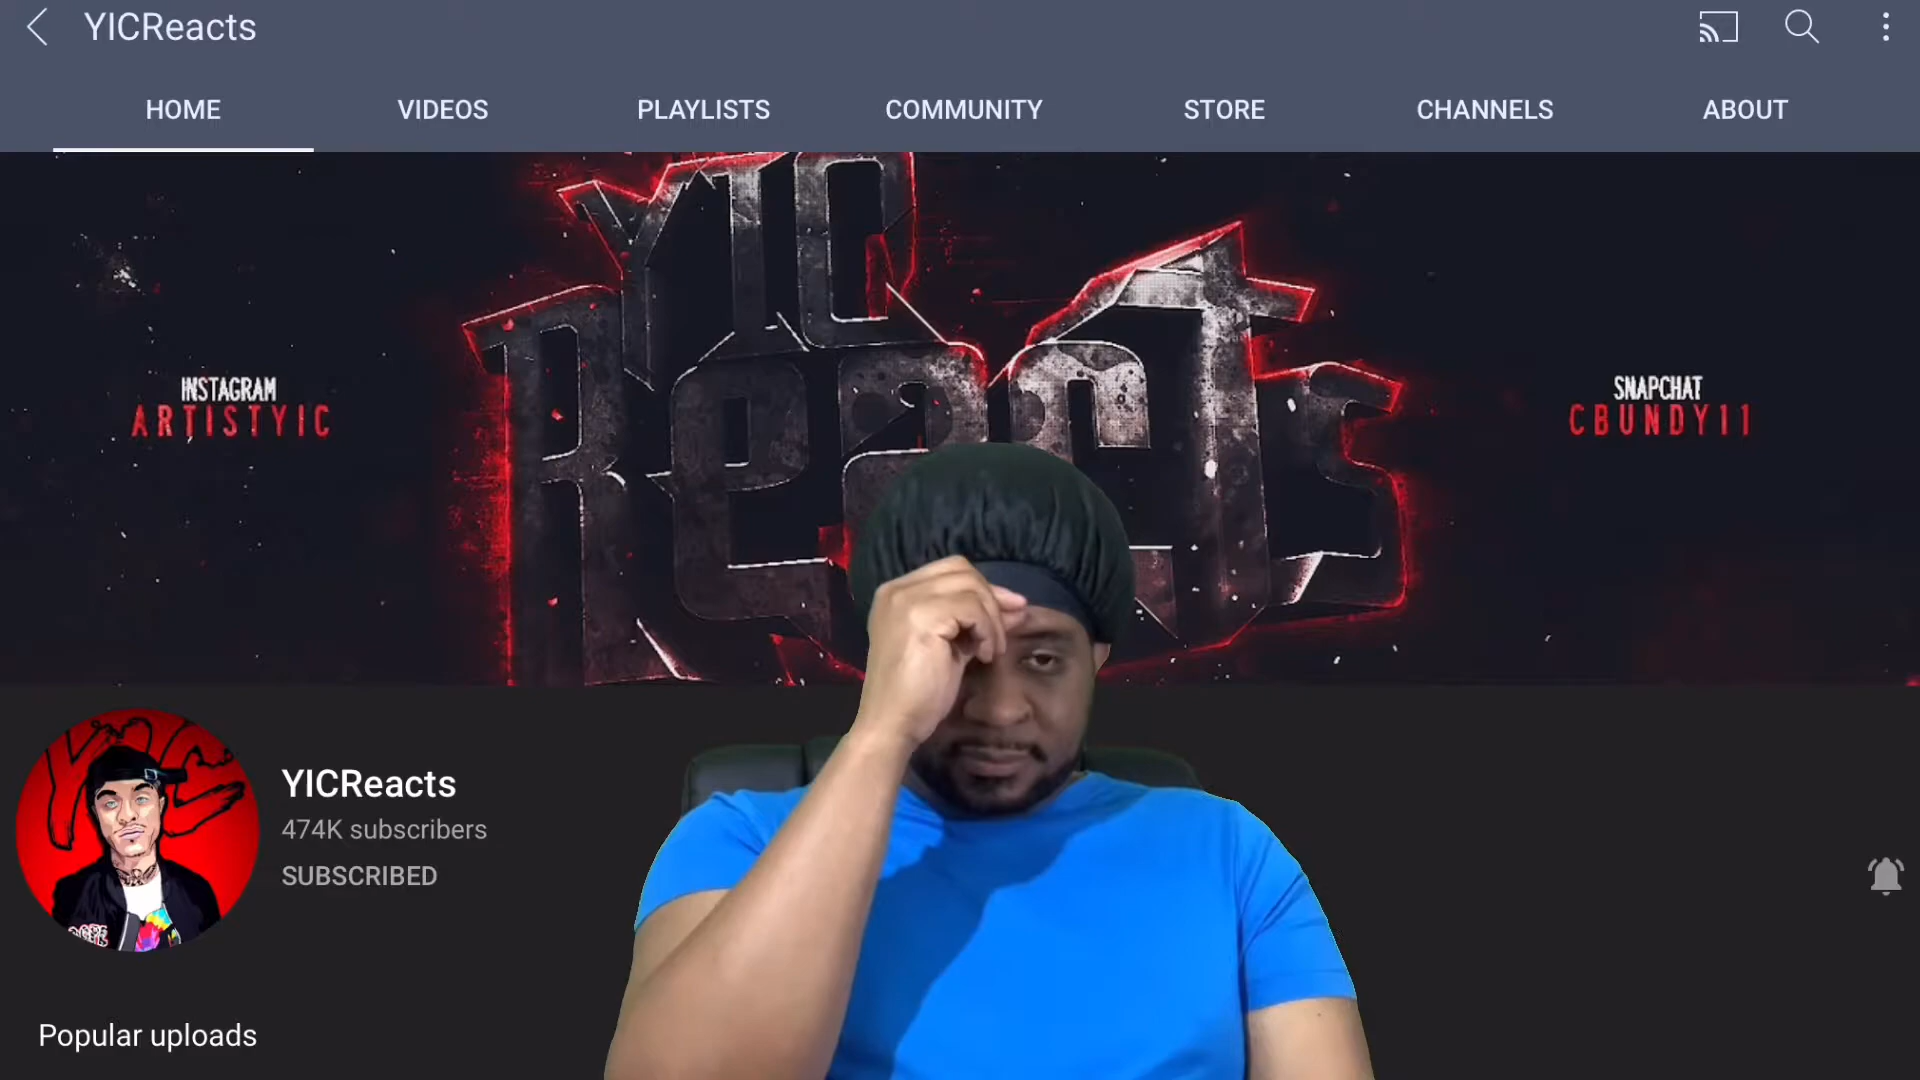 YICReacts
HOME VIDEOS PLAYLISTS COMMUNITY STORE CHANNELS ABOUT
YIC
Reacts
INSTAGRAM
ARTISTYIC
SNAPCHAT
CBUNDY11
YICReacts
474K subscribers
SUBSCRIBED
Popular uploads